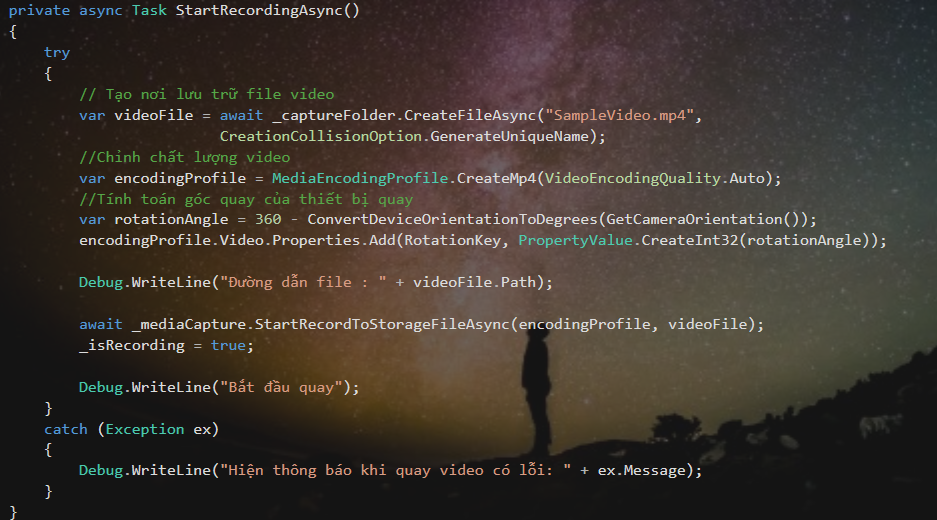 private async Task StartRecordingAsync()
{
try
{
// Tạo nơi lưu trữ file video
var videoFile = await _captureFolder.CreateFileAsync("SampleVideo.mp4",
CreationCollisionOption.GenerateUniqueName);
//Chỉnh chất lượng video
var encodingProfile = MediaEncodingProfile.CreateMp4(VideoEncodingQuality.Auto);
//Tính toán góc quay của thiết bị quay
var rotationAngle = 360 - ConvertDeviceOrientationToDegrees(GetCameraOrientation());
encodingProfile.Video.Properties.Add(RotationKey, PropertyValue.CreateInt32(rotationAngle));
Debug.WriteLine("Đường dẫn file : " + videoFile.Path);
await _mediaCapture.StartRecordToStorageFileAsync(encodingProfile, videoFile);
_isRecording = true;
Debug.WriteLine("Bắt đầu quay");
}
catch (Exception ex)
{
Debug.WriteLine("Hiện thông báo khi quay video có lỗi: " + ex.Message);
}
}